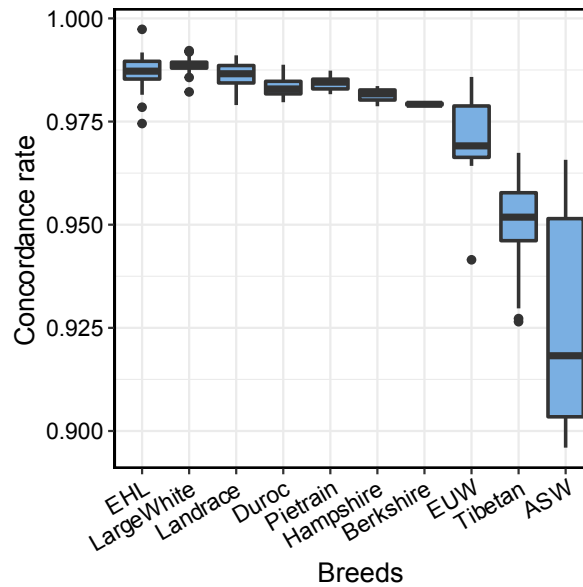 1.000
0.975
0.950
0.925
0.900
Concordance rate
EHL
LargeWhite
Landrace
Duroc
Pietrain
Hampshire
Berkshire
EUW
Tibetan
ASW
Breeds